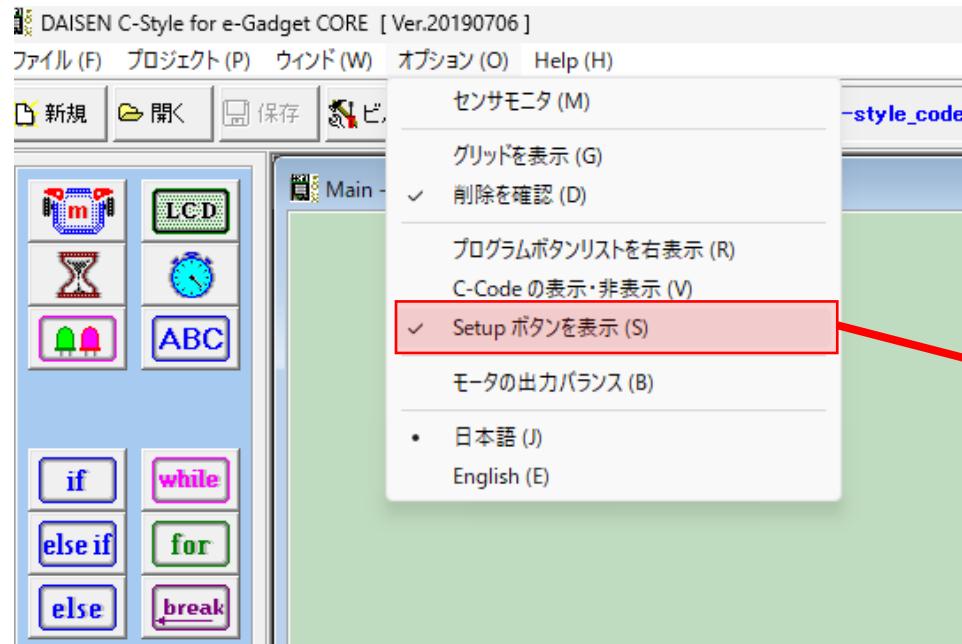 DAISEN C-Style for e-Gadget CORE [ Ver.20190706 ]
ファイル (F) プロジェクト (P) ウィンド (W) オプション (O) Help (H)
新規 開く 保存 ビ
-style_code
センサモニタ (M)
グリッドを表示 (G)
✓ 削除を確認 (D)
プログラムボタンリストを右表示 (R)
C-Code の表示・非表示 (V)
✓ Setup ボタンを表示 (S)
モータの出力バランス (B)
• 日本語 (J)
English (E)
Main -
m LCD
ABC
if while
else if for
else break